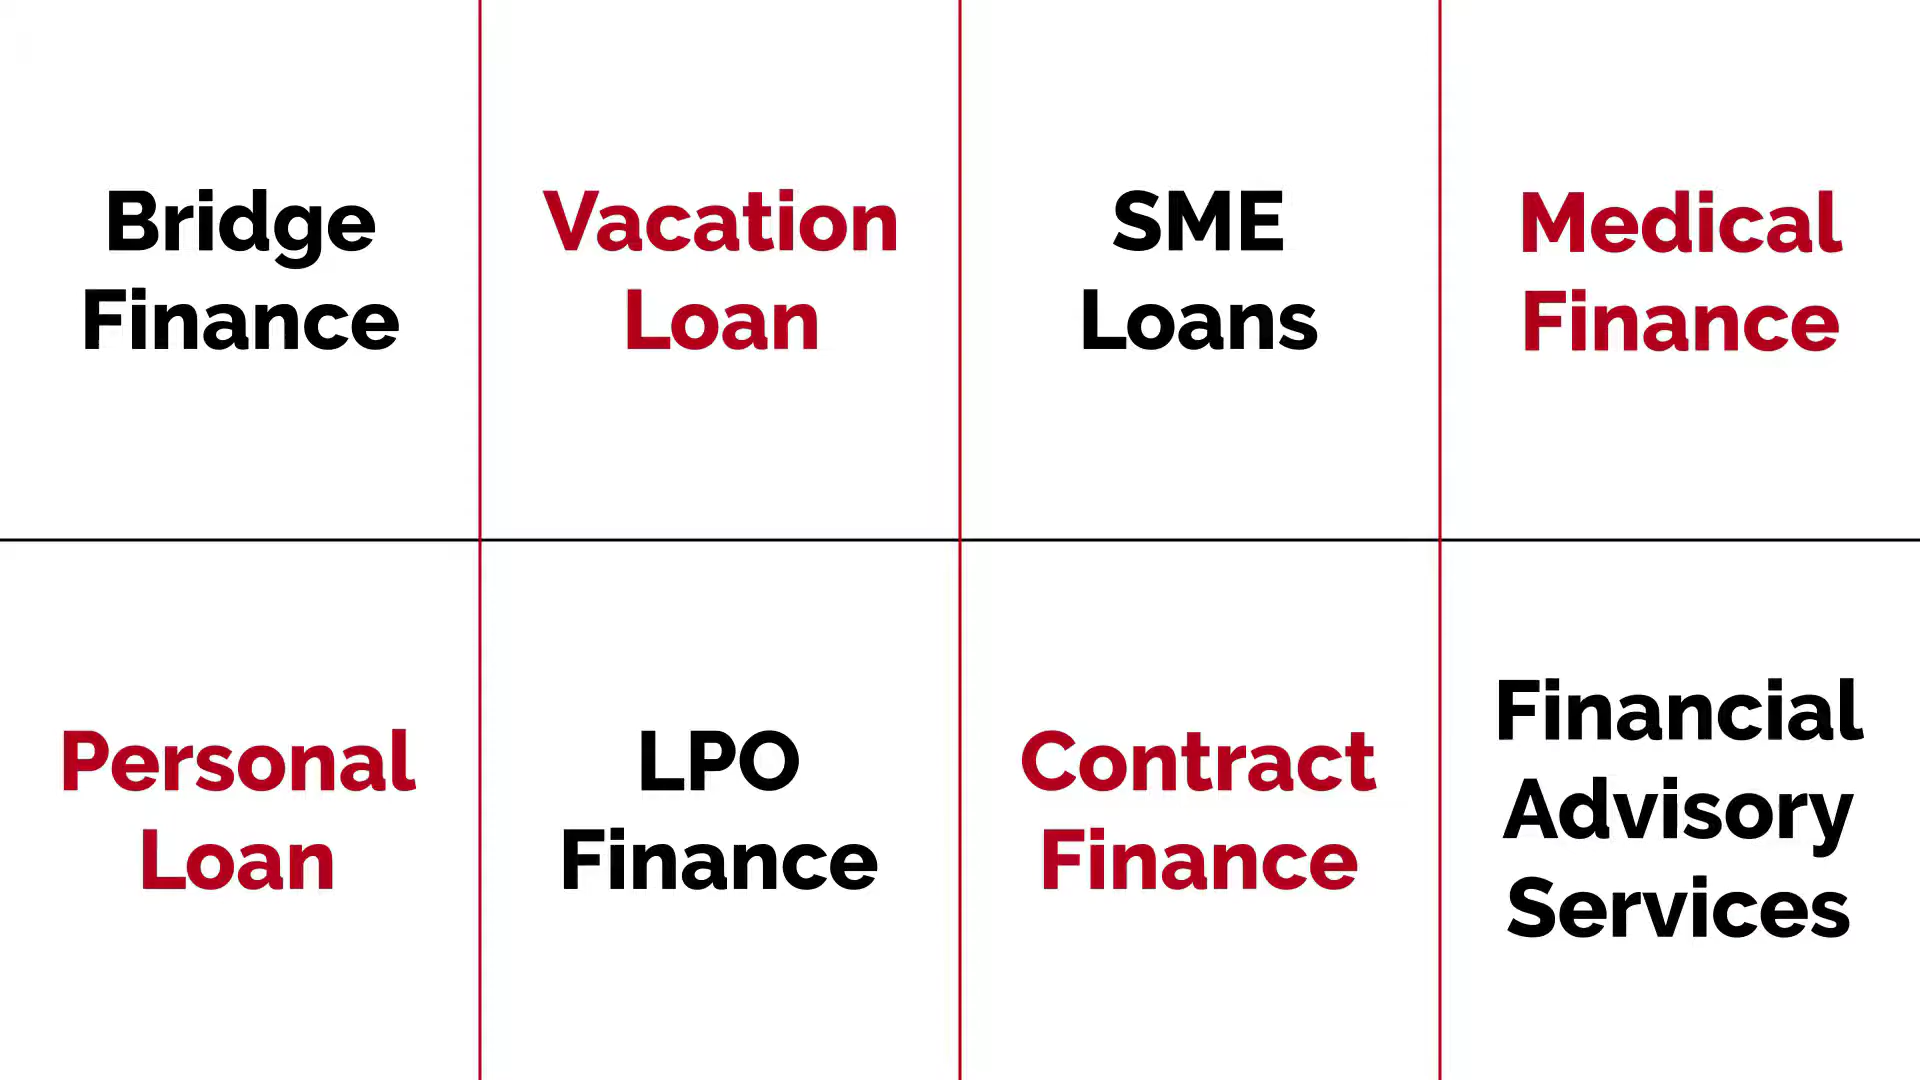 Bridge
Finance
Vacation
Loan
SME
Loans
Medical
Finance
Personal
Loan
LPO
Finance
Contract
Finance
Financial
Advisory
Services